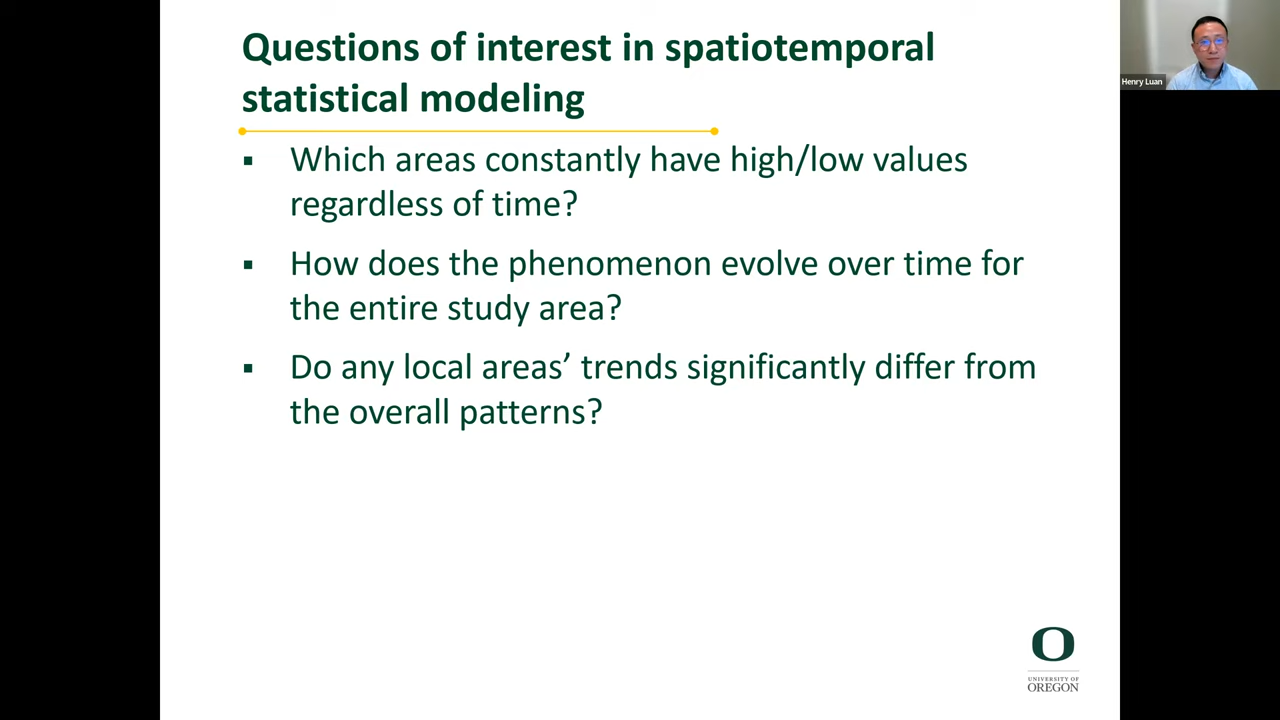 Questions of interest in spatiotemporal
statistical modeling
▪ Which areas constantly have high/low values
regardless of time?
▪ How does the phenomenon evolve over time for
the entire study area?
▪ Do any local areas’ trends significantly differ from
the overall patterns?
Henry Luan
O
UNIVERSITY OF
OREGON